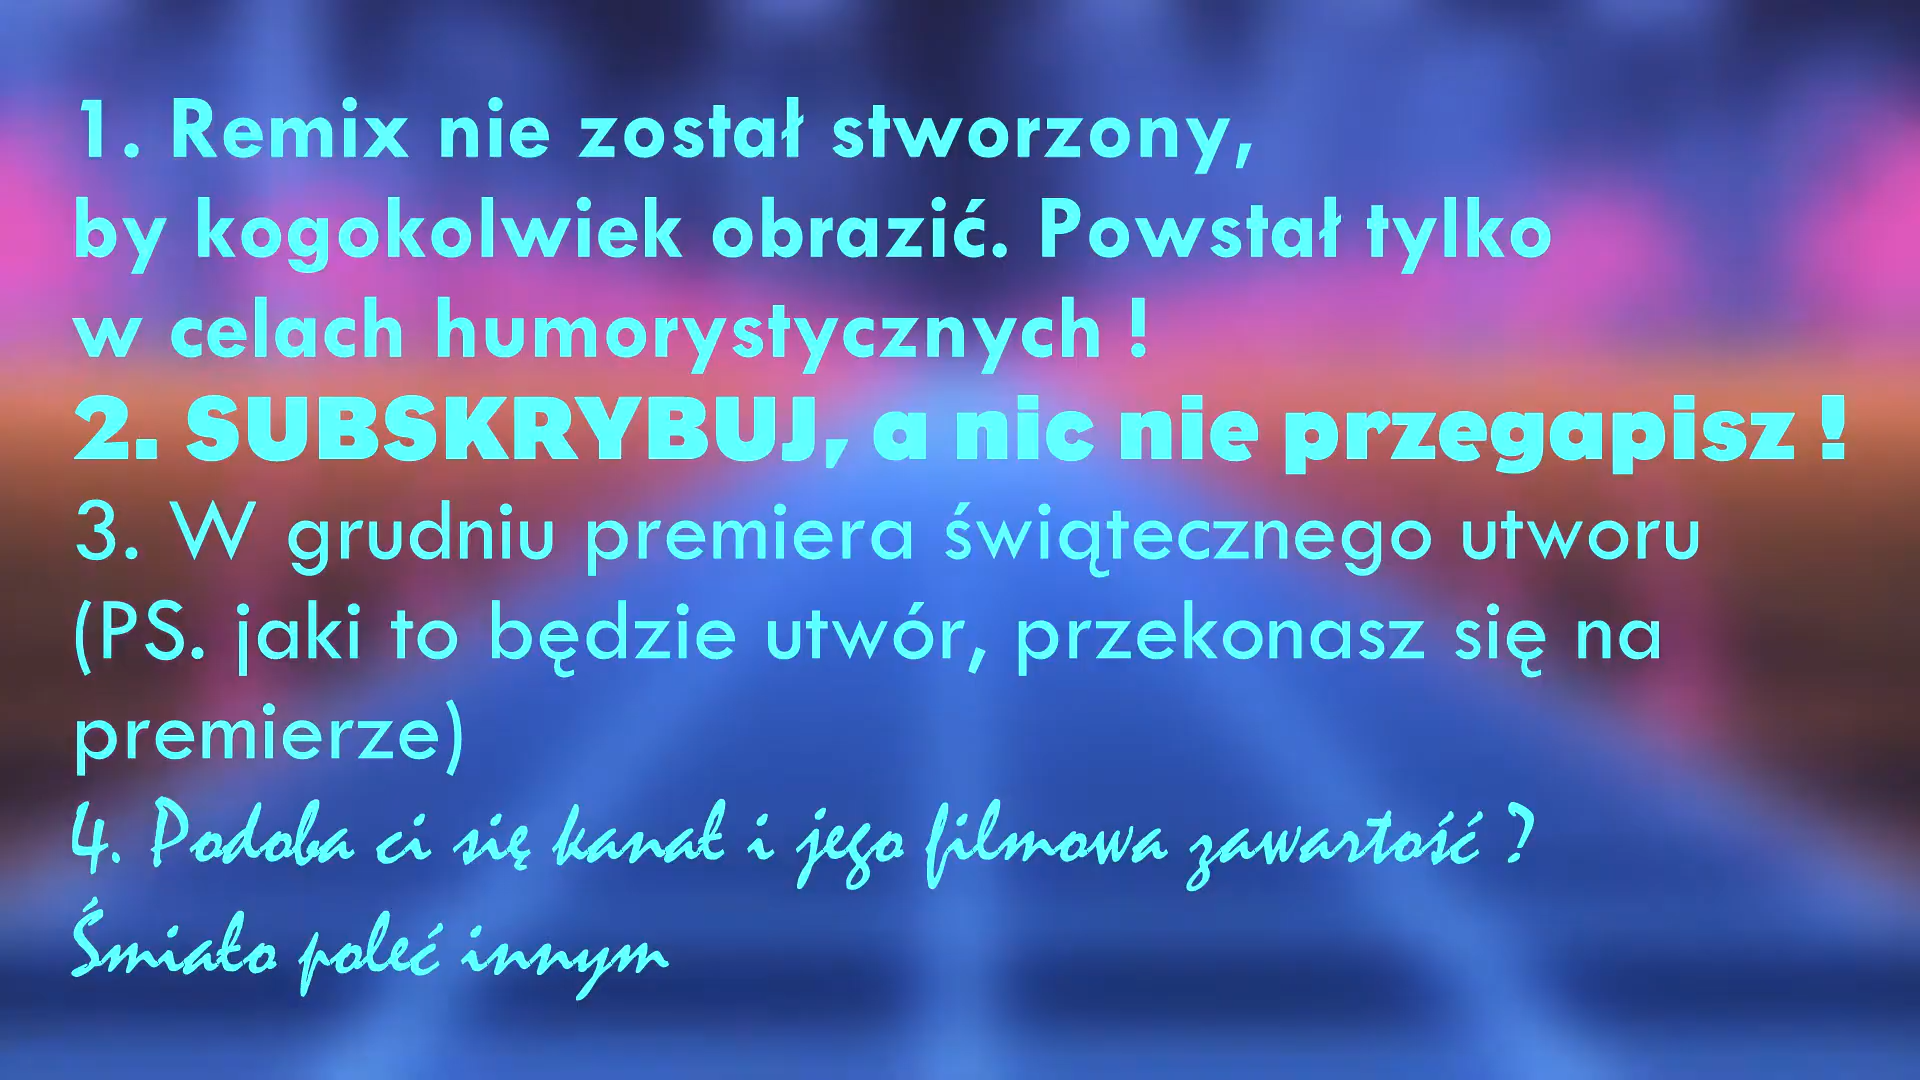 1. Remix nie został stworzony,
by kogokolwiek obrazić. Powstał tylko
w celach humorystycznych !
2. SUBSKRYBUJ, a nic nie przegapisz !
3. W grudniu premiera świątecznego utworu
(PS. jaki to będzie utwór, przekonasz się na
premierze)
4. Podoba ci się kanał i jego filmowa zawartość ?
Śmiało poleć innym